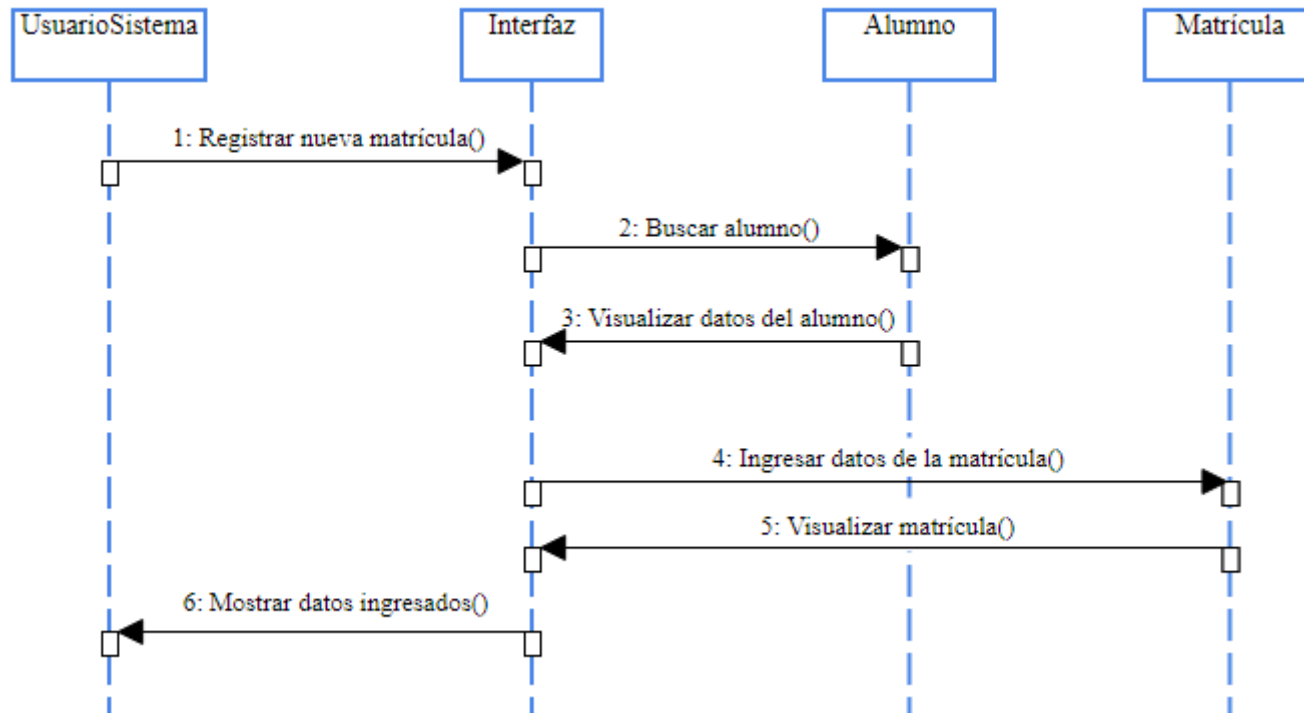 UsuarioSistema
Interfaz
Alumno
Matrícula
1: Registrar nueva matrícula()
2: Buscar alumno()
3: Visualizar datos del alumno()
4: Ingresar datos de la matrícula()
5: Visualizar matrícula()
6: Mostrar datos ingresados()